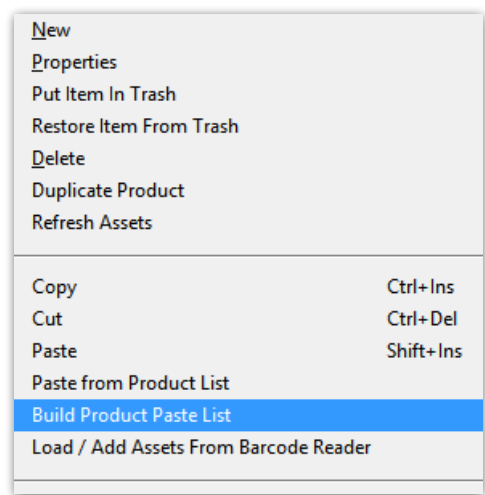 New
Properties
Put Item In Trash
Restore Item From Trash
Delete
Duplicate Product
Refresh Assets
Copy Ctrl+Ins
Cut Ctrl+Del
Paste Shift+Ins
Paste from Product List
Build Product Paste List
Load / Add Assets From Barcode Reader